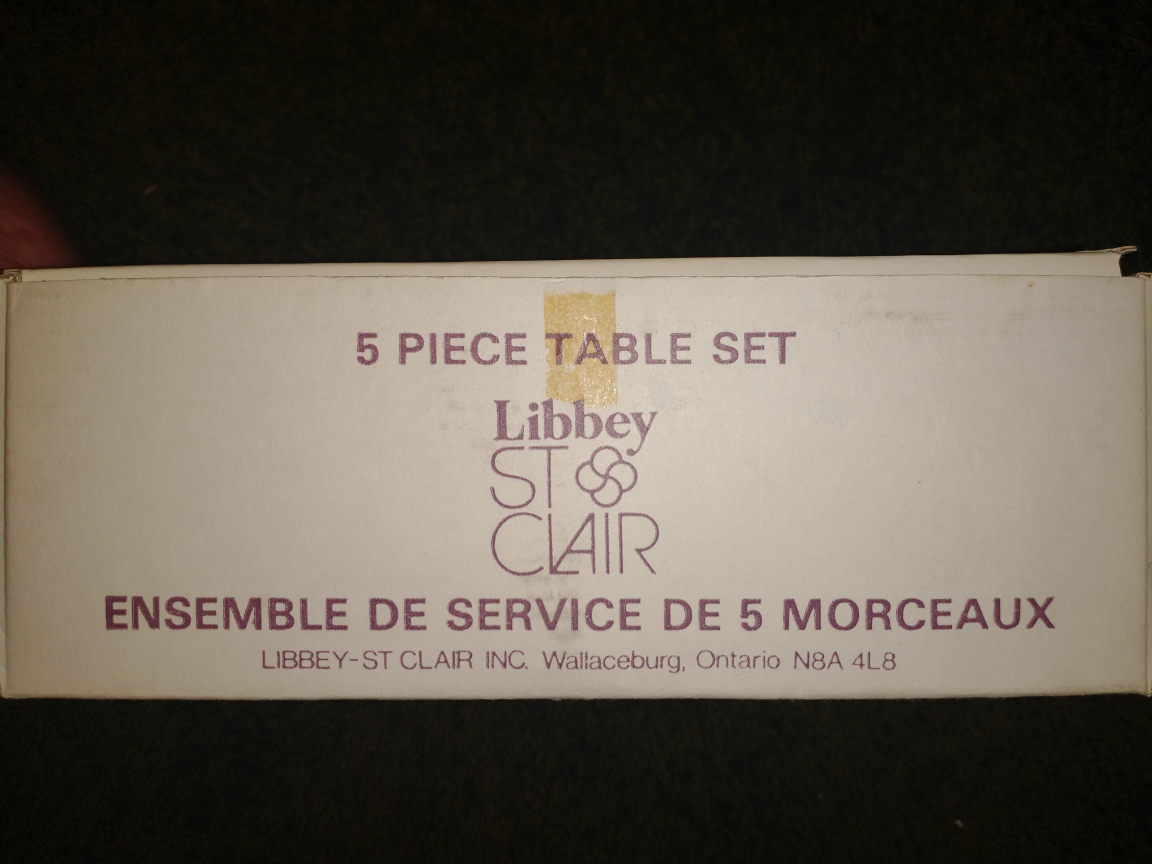 5 PIECE TABLE SET
Libbey
ST
CLAIR
ENSEMBLE DE SERVICE DE 5 MORCEAUX
LIBBEY-ST CLAIR INC. Wallaceburg, Ontario N8A 4L8